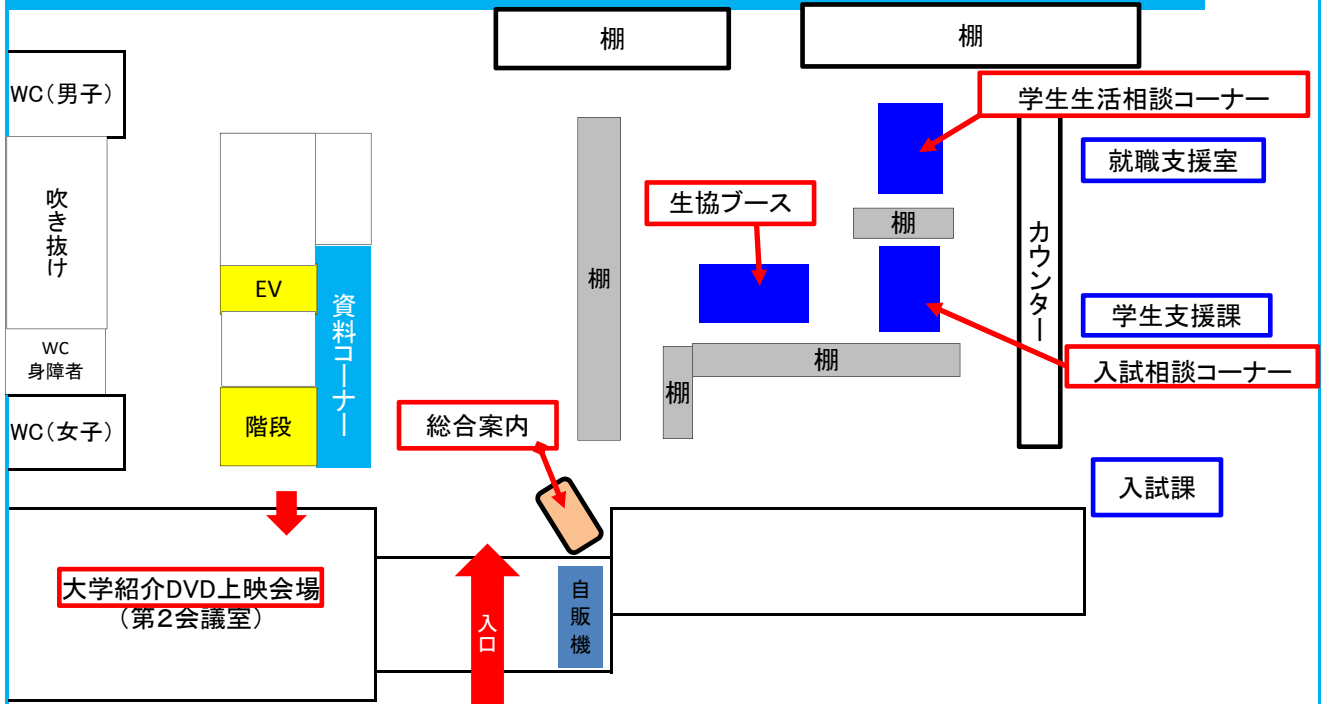 棚
棚
WC(男子)
学生生活相談コーナー
就職支援室
吹き抜け
生協ブース
棚
カウンター
棚
EV
資料コーナー
学生支援課
WC
身障者
棚
入試相談コーナー
棚
WC(女子)
階段
総合案内
入試課
大学紹介DVD上映会場
(第2会議室)
入口
自販機